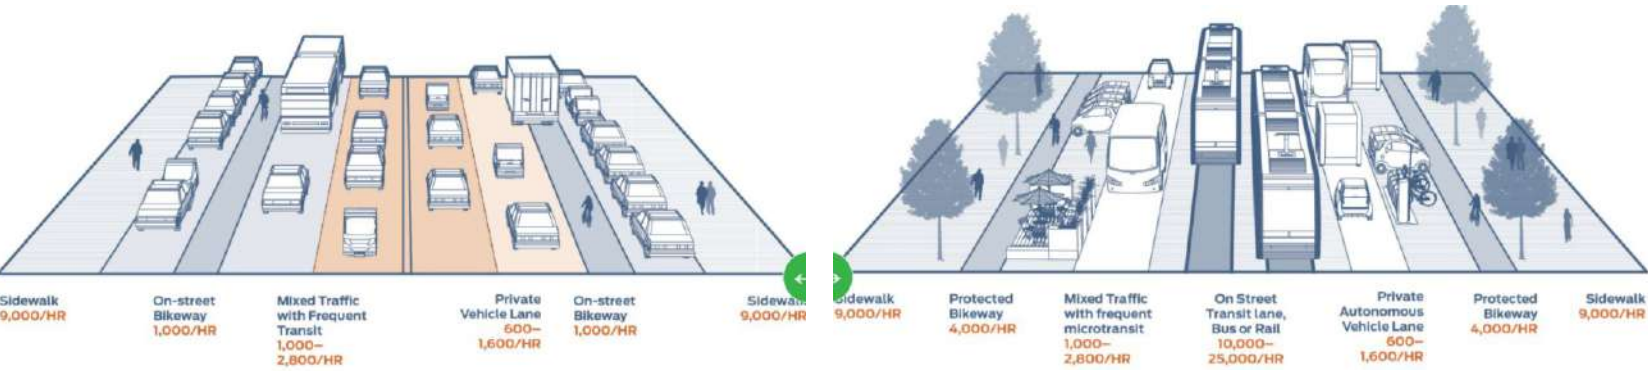 Sidewalk
9,000/HR
On-street
Bikeway
1,000/HR
Mixed Traffic
with Frequent
Transit
1,000–
2,800/HR
Private
Vehicle Lane
600–
1,600/HR
On-street
Bikeway
1,000/HR
Sidewal
9,000/HR
Sidewalk
9,000/HR
Protected
Bikeway
4,000/HR
Mixed Traffic
with frequent
microtransit
1,000–
2,800/HR
On Street
Transit lane,
Bus or Rail
10,000–
25,000/HR
Private
Autonomous
Vehicle Lane
600–
1,600/HR
Protected
Bikeway
4,000/HR
Sidewalk
9,000/HR